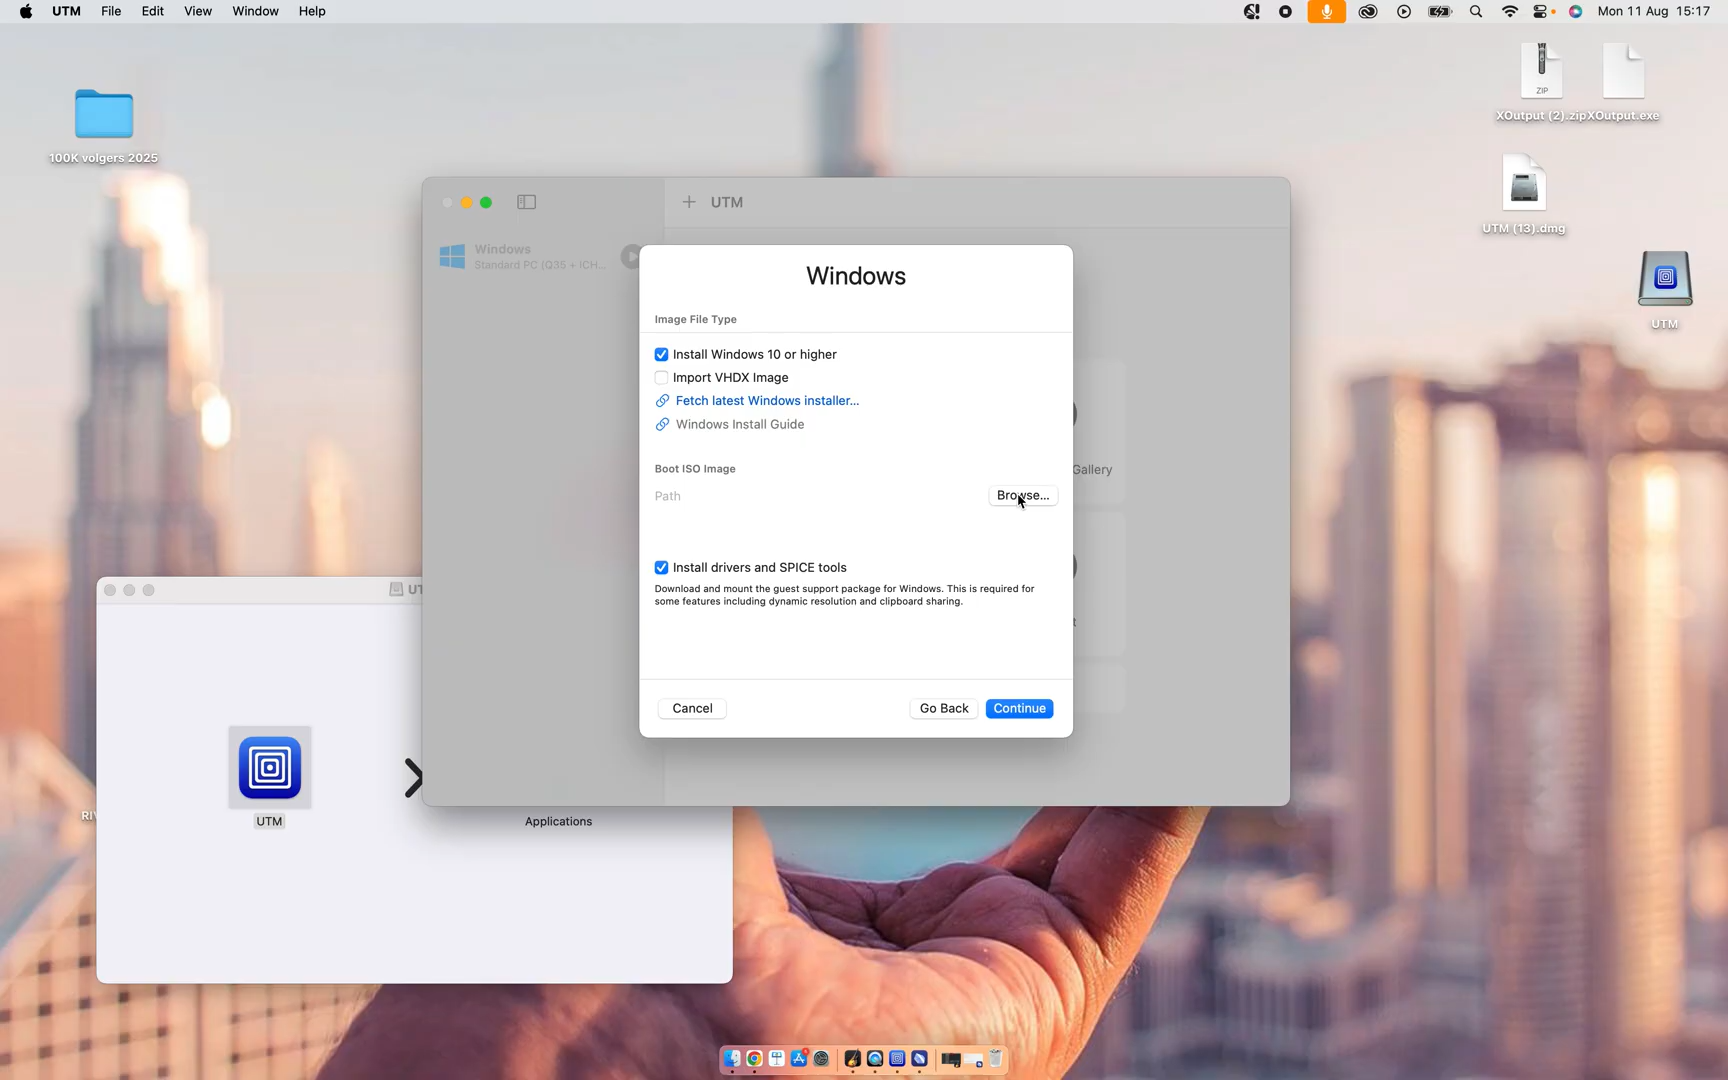 UTM File Edit View Window Help Mon 11 Aug 15:17
100K volgers 2025
ZIP
XOutput (2).zip XOutput.exe
UTM (13).dmg
UTM
UTM
Windows
Standard PC (Q35 + ICH...
Windows
Image File Type
Install Windows 10 or higher
Import VHDX Image
Fetch latest Windows installer...
Windows Install Guide
Boot ISO Image
Path Browse...
Gallery
Install drivers and SPICE tools
Download and mount the guest support package for Windows. This is required for
some features including dynamic resolution and clipboard sharing.
Cancel Go Back Continue
UTM
Applications